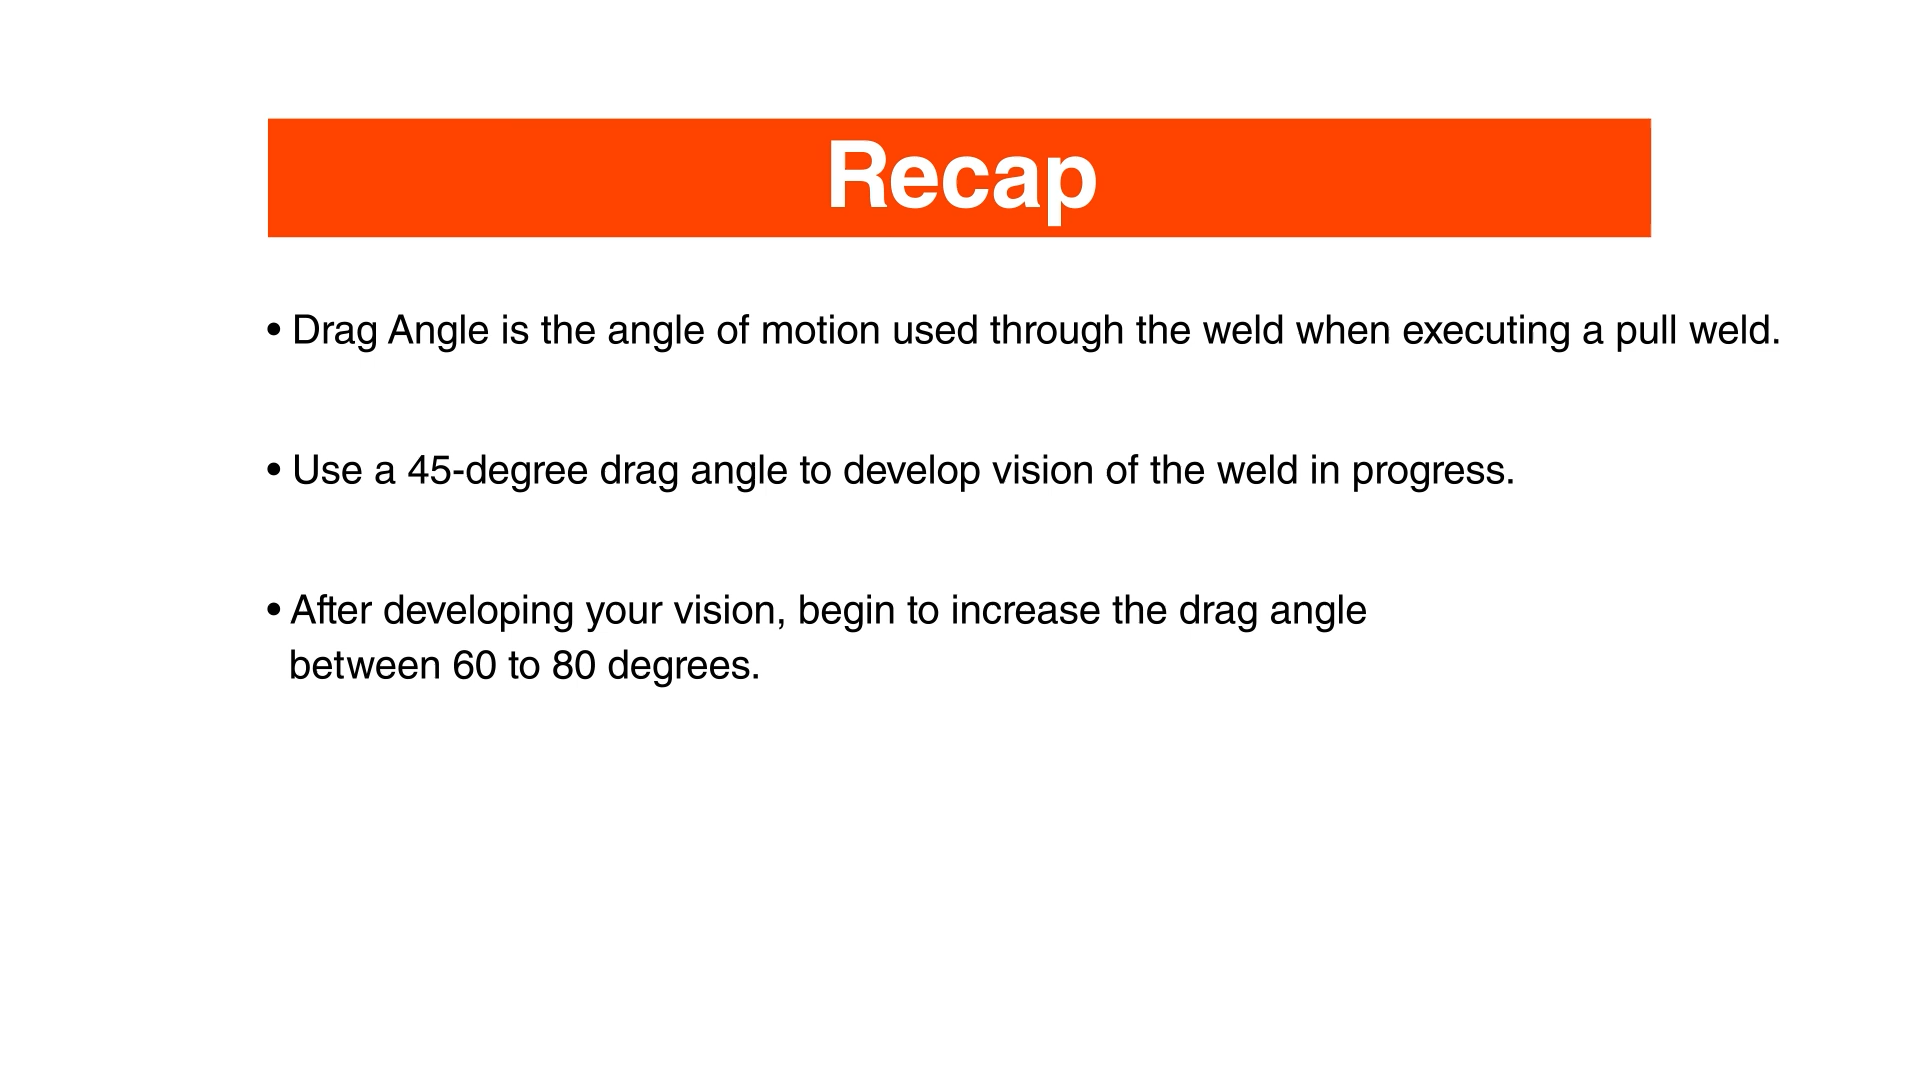 Recap
• Drag Angle is the angle of motion used through the weld when executing a pull weld.
• Use a 45-degree drag angle to develop vision of the weld in progress.
• After developing your vision, begin to increase the drag angle
between 60 to 80 degrees.